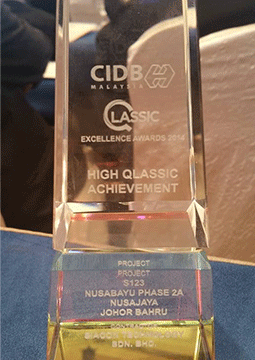 CIDB
MALAYSIA
QLASSIC
EXCELLENCE AWARDS
HIGH QLASSIC
ACHIEVEMENT
PROJECT
PROJECT
S123
NUSABAYU PHASE 2A
NUSAJAYA
JOHOR BAHRU
SDN. BHD.